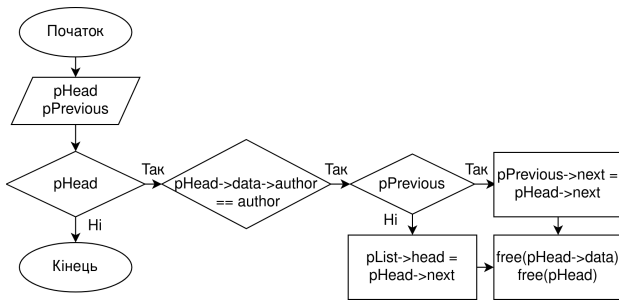 Початок
pHead
pPrevious
pHead
Так
pHead->data->author
== author
Так
pPrevious
Так
pPrevious->next =
pHead->next
Ні
Ні
Кінець
pList->head =
pHead->next
free(pHead->data)
free(pHead)